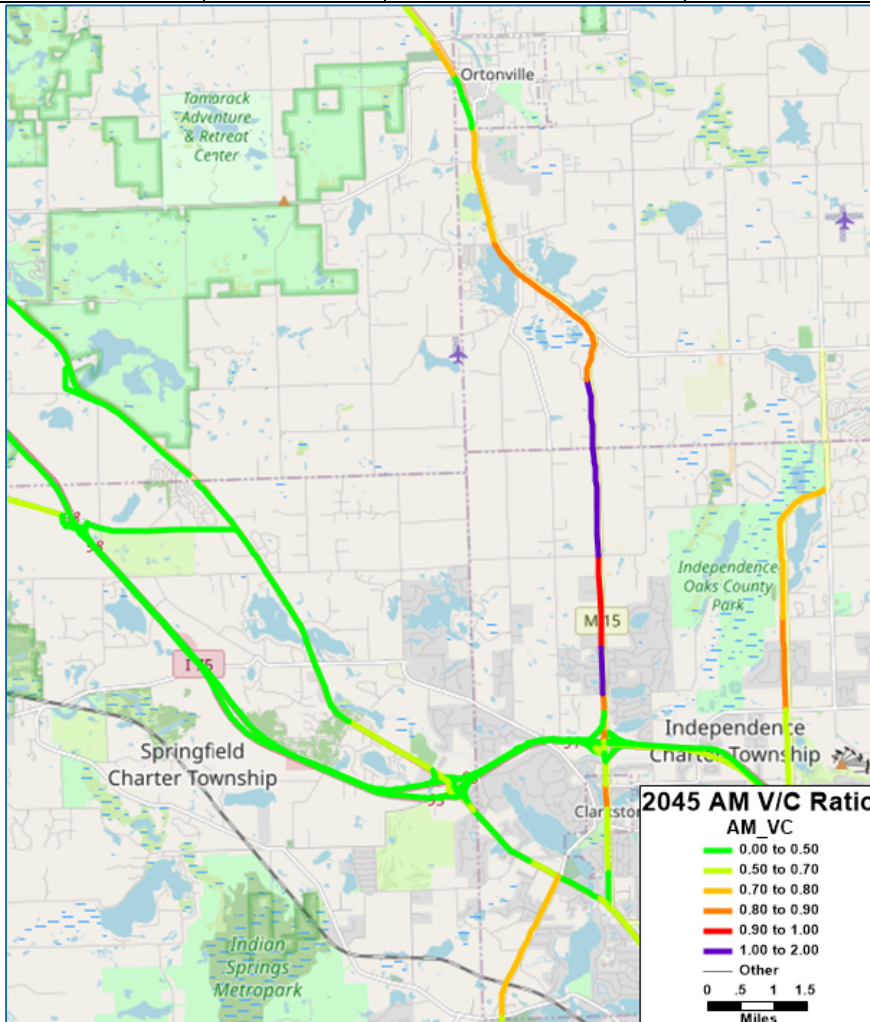 Ortonville
Tamarack
Adventure
& Retreat
Center
98
Independence
Oaks County
Park
M 15
I 75
Independence
Charter Township
Springfield
Charter Township
Clarksto
2045 AM V/C Ratio
AM_VC
0.00 to 0.50
0.50 to 0.70
0.70 to 0.80
0.80 to 0.90
0.90 to 1.00
1.00 to 2.00
Other
0 .5 1 1.5
Miles
Indian
Springs
Metropark